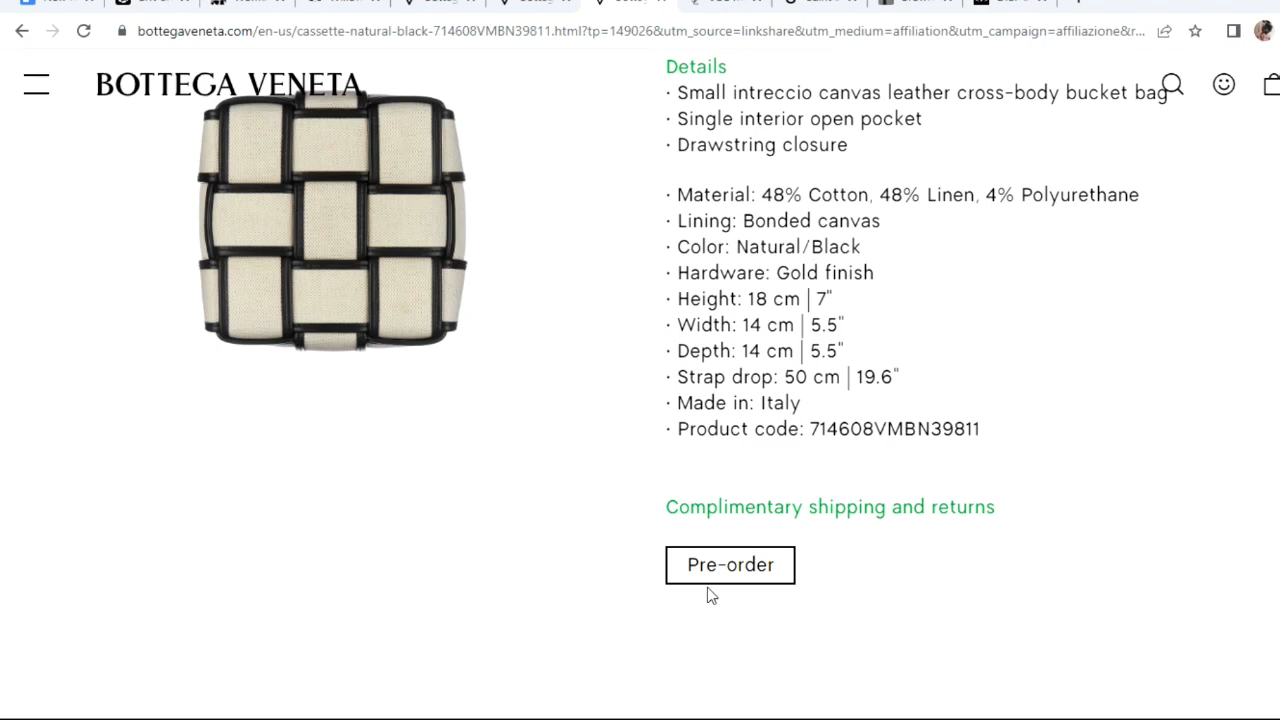 bottegaveneta.com/en-us/cassette-natural-black-714608VMBN39811.html?tp=149026&utm_source=linkshare&utm_medium=affiliation&utm_campaign=affiliazione&r...
BOTTEGA VENETA
Details
· Small intreccio canvas leather cross-body bucket bag
· Single interior open pocket
· Drawstring closure
· Material: 48% Cotton, 48% Linen, 4% Polyurethane
· Lining: Bonded canvas
· Color: Natural/Black
· Hardware: Gold finish
· Height: 18 cm | 7"
· Width: 14 cm | 5.5"
· Depth: 14 cm | 5.5"
· Strap drop: 50 cm | 19.6"
· Made in: Italy
· Product code: 714608VMBN39811
Complimentary shipping and returns
Pre-order